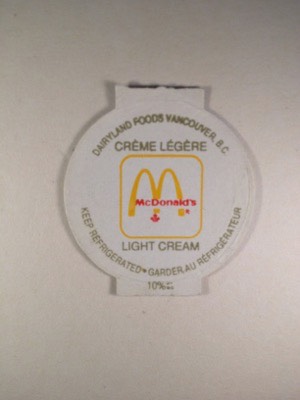 DAIRYLAND FOODS VANCOUVER, B.C.
CRÈME LÉGÈRE
McDonald's
LIGHT CREAM
KEEP REFRIGERATED • GARDER AU RÉFRIGÉRATEUR
10%